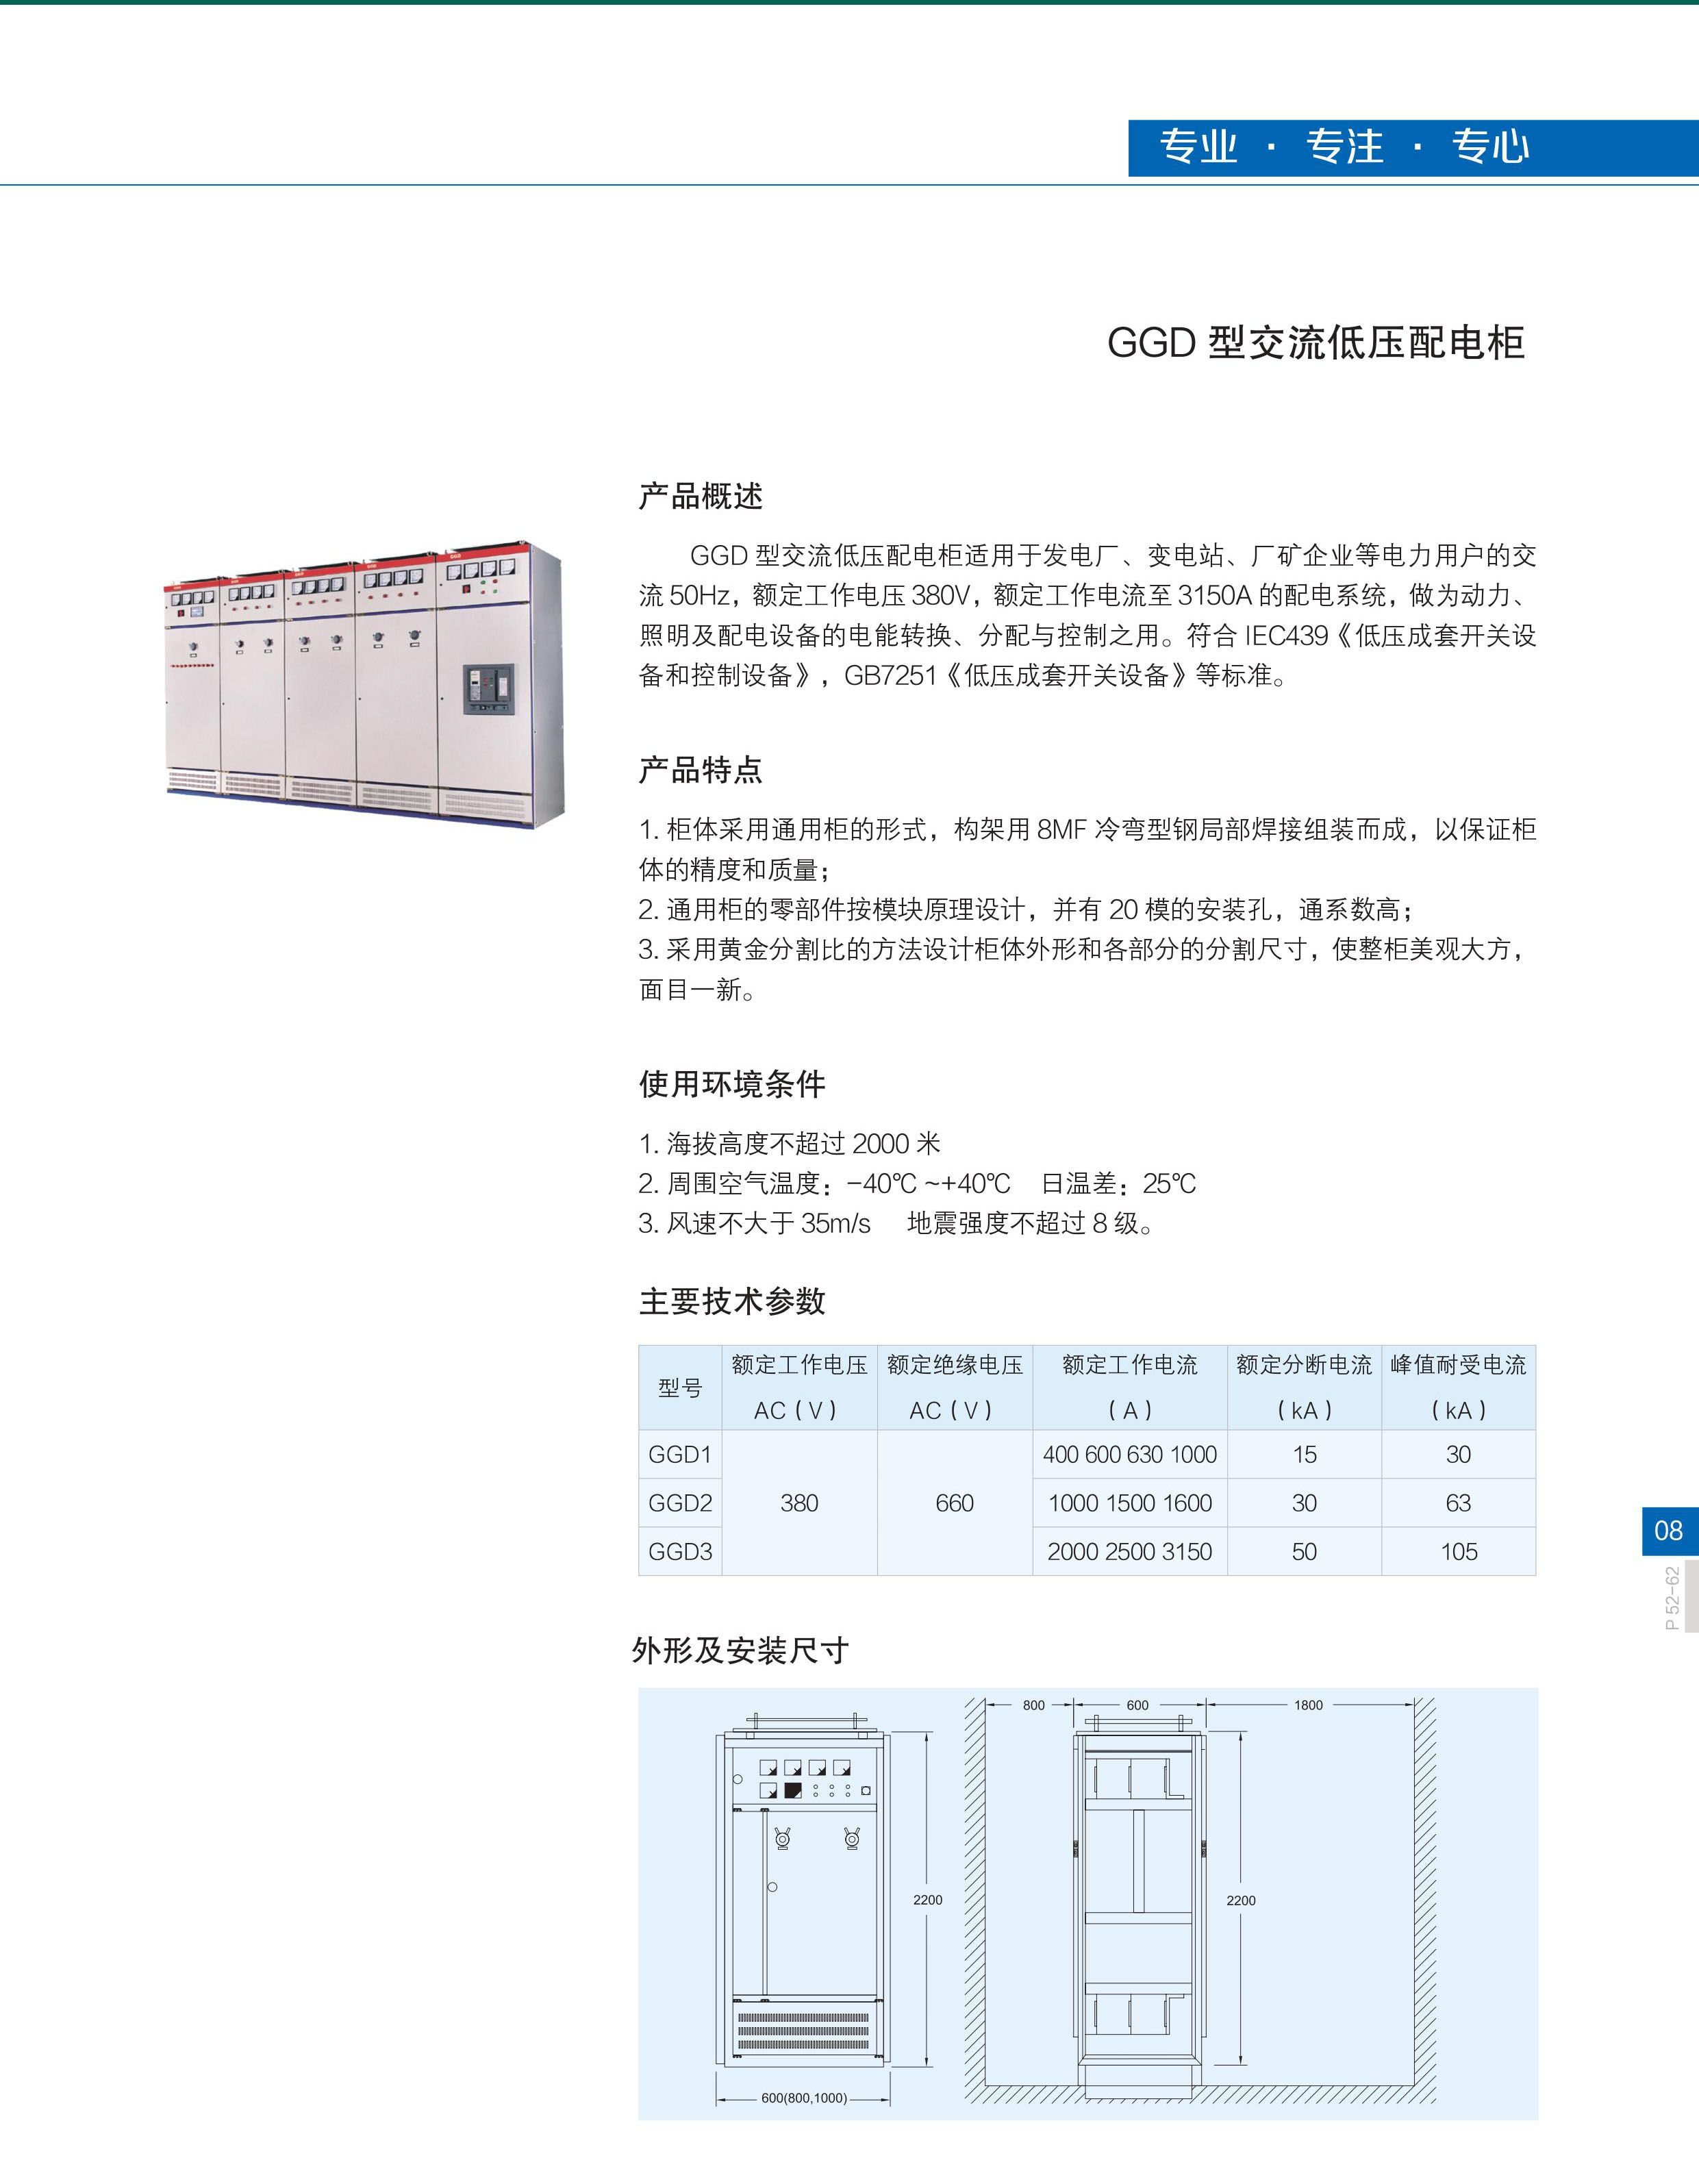 专业 · 专注 · 专心
GGD 型交流低压配电柜
产品概述
GGD 型交流低压配电柜适用于发电厂、变电站、厂矿企业等电力用户的交
流 50Hz，额定工作电压 380V，额定工作电流至 3150A 的配电系统，做为动力、
照明及配电设备的电能转换、分配与控制之用。符合 IEC439《低压成套开关设
备和控制设备》，GB7251《低压成套开关设备》等标准。
产品特点
1. 柜体采用通用柜的形式，构架用 8MF 冷弯型钢局部焊接组装而成，以保证柜
体的精度和质量；
2. 通用柜的零部件按模块原理设计，并有 20 模的安装孔，通系数高；
3. 采用黄金分割比的方法设计柜体外形和各部分的分割尺寸，使整柜美观大方，
面目一新。
使用环境条件
1. 海拔高度不超过 2000 米
2. 周围空气温度：-40℃ ~+40℃ 日温差：25℃
3. 风速不大于 35m/s 地震强度不超过 8 级。
主要技术参数
型号 额定工作电压 AC（V） 额定绝缘电压 AC（V） 额定工作电流（A） 额定分断电流（kA） 峰值耐受电流（kA）
GGD1 400 600 630 1000 15 30
GGD2 380 660 1000 1500 1600 30 63
GGD3 2000 2500 3150 50 105
08
P 52-62
外形及安装尺寸
800 600 1800
2200
2200
600(800,1000)